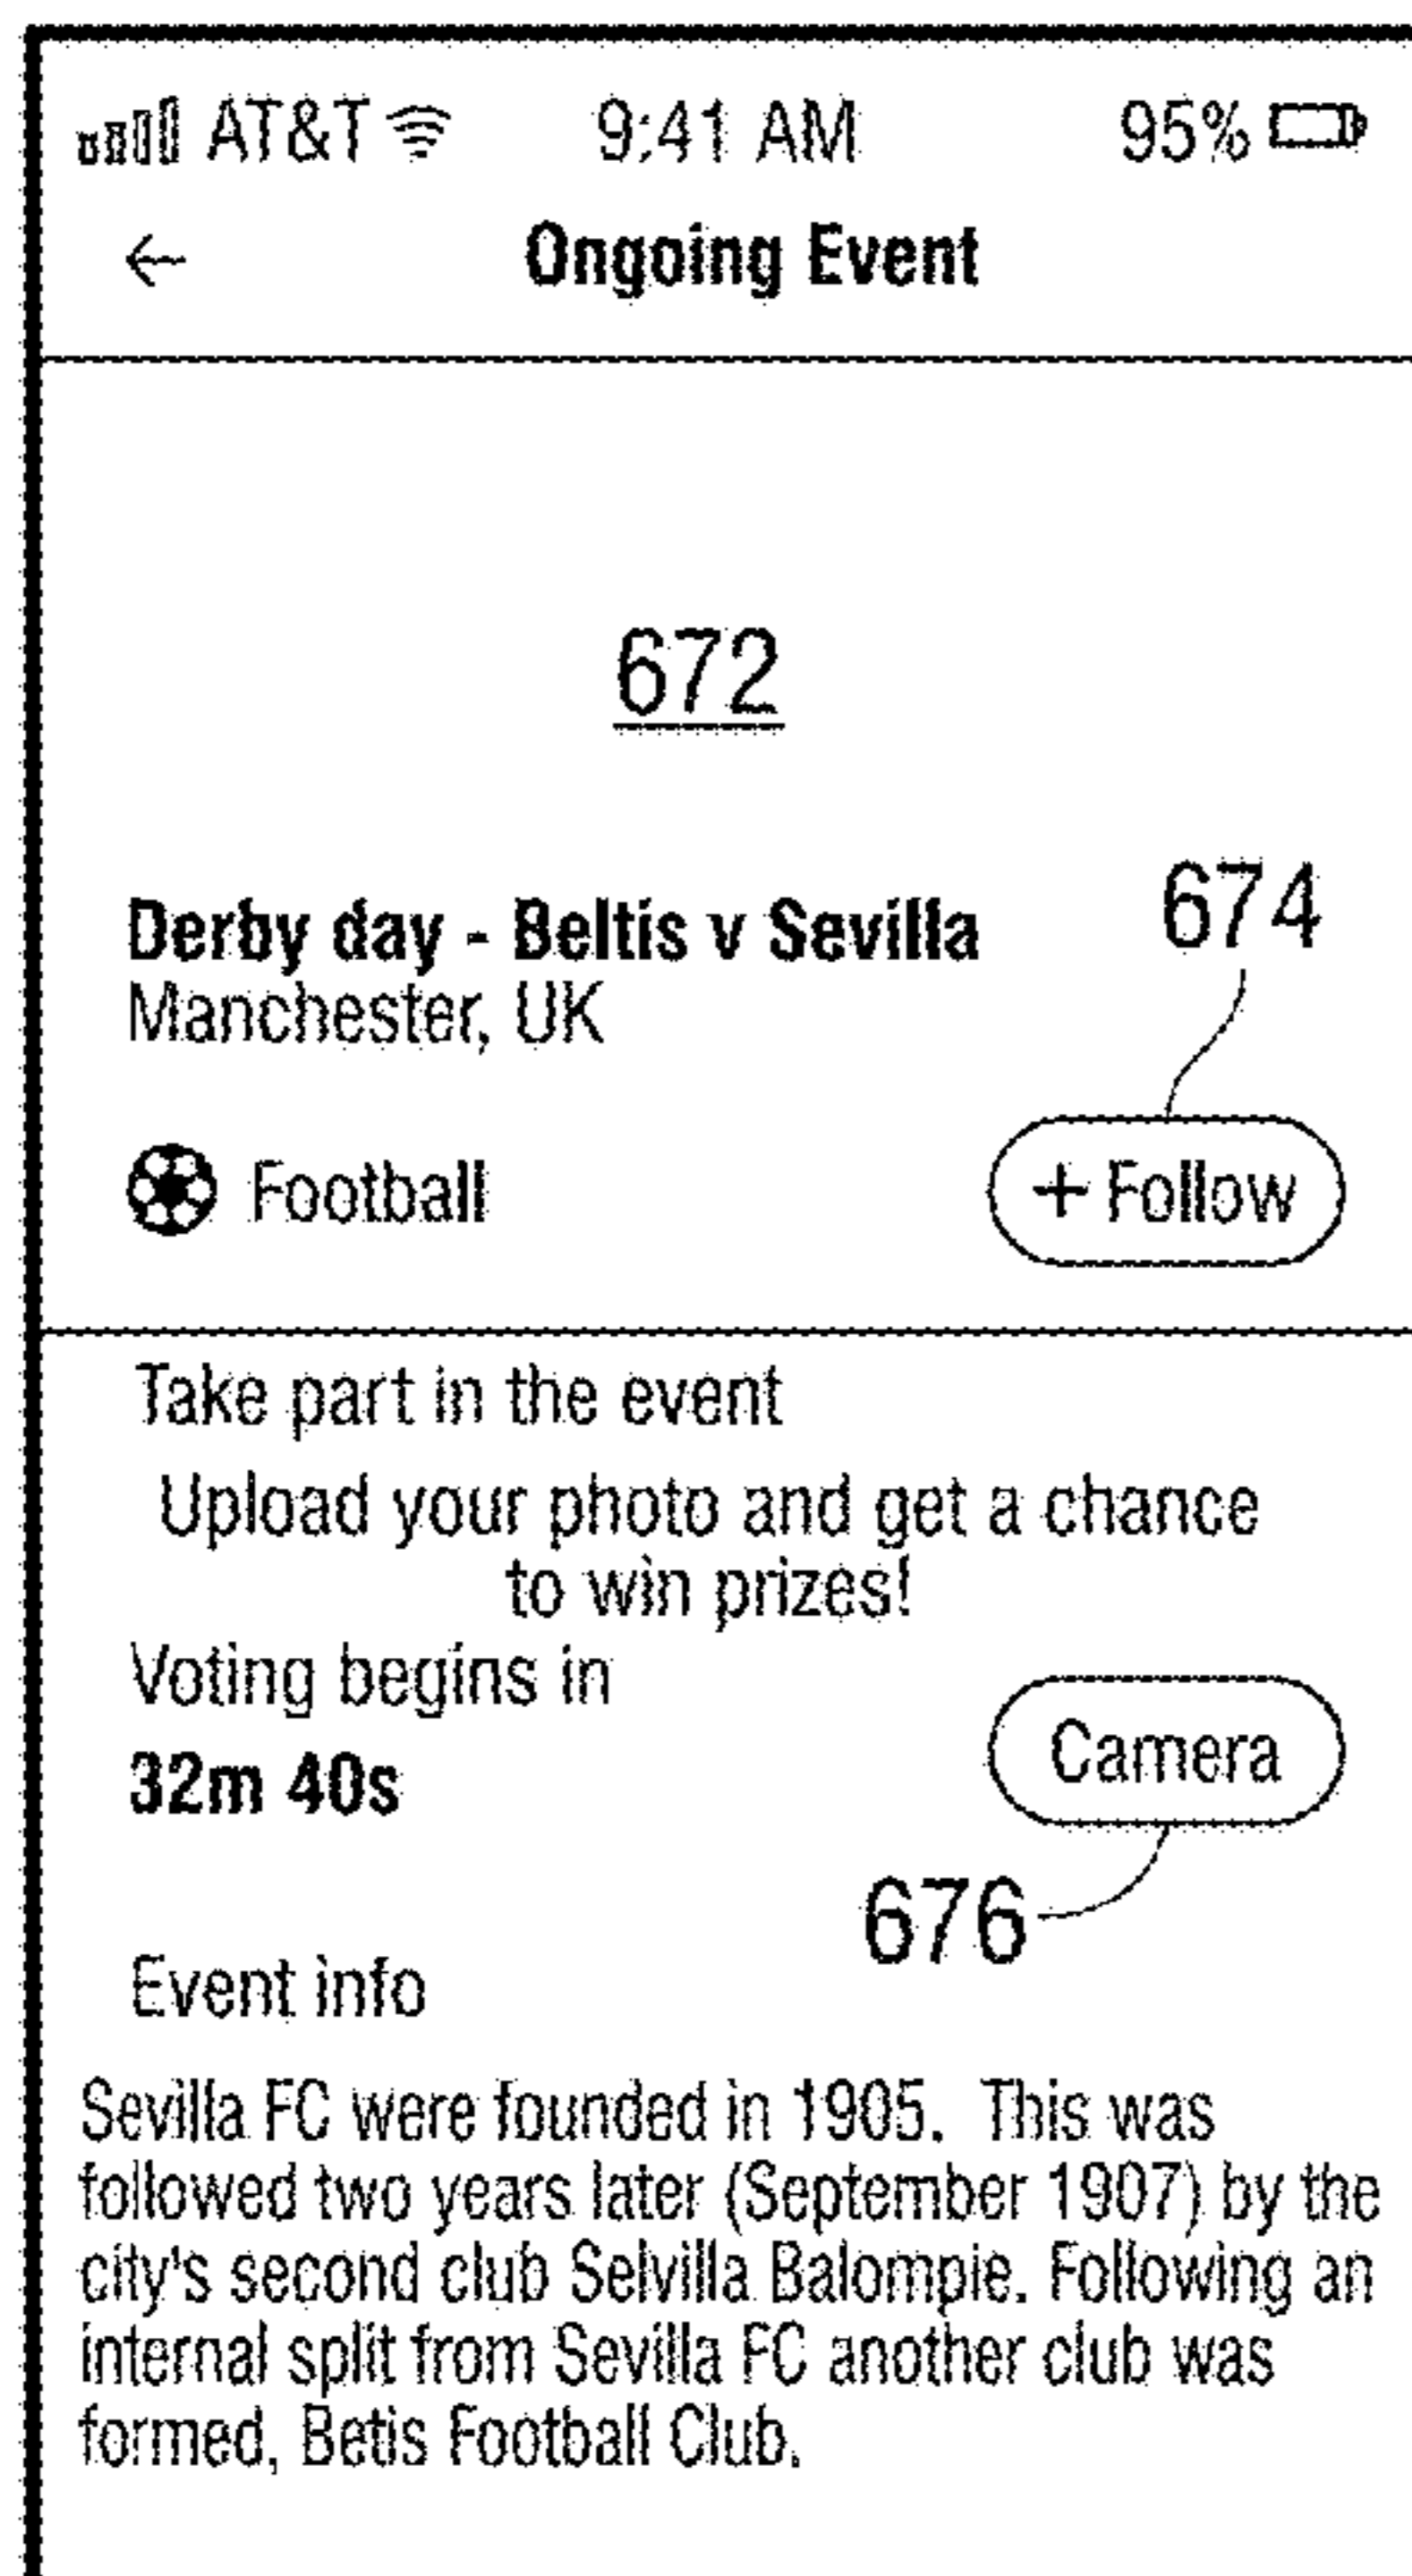 AT&T 9:41 AM 95%
← Ongoing Event
672
Derby day - Beltis v Sevilla
674
Manchester, UK
Football
+ Follow
Take part in the event
Upload your photo and get a chance
to win prizes!
Voting begins in
Camera
32m 40s
676
Event info
Sevilla FC were founded in 1905. This was
followed two years later (September 1907) by the
city's second club Selvilla Balompie. Following an
internal split from Sevilla FC another club was
formed, Betis Football Club.